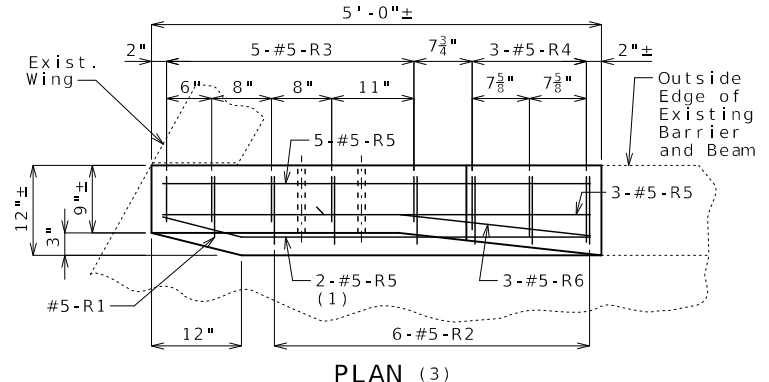 5'-0"±
2" 5-#5-R3 7¾" 3-#5-R4 2"±
Exist.
Wing
6" 8" 8" 11" 7⅝" 7⅝"
Outside
Edge of
Existing
Barrier
and Beam
5-#5-R5
12"±
9"±
3"
3-#5-R5
#5-R1
2-#5-R5
(1)
3-#5-R6
12"
6-#5-R2
PLAN (3)